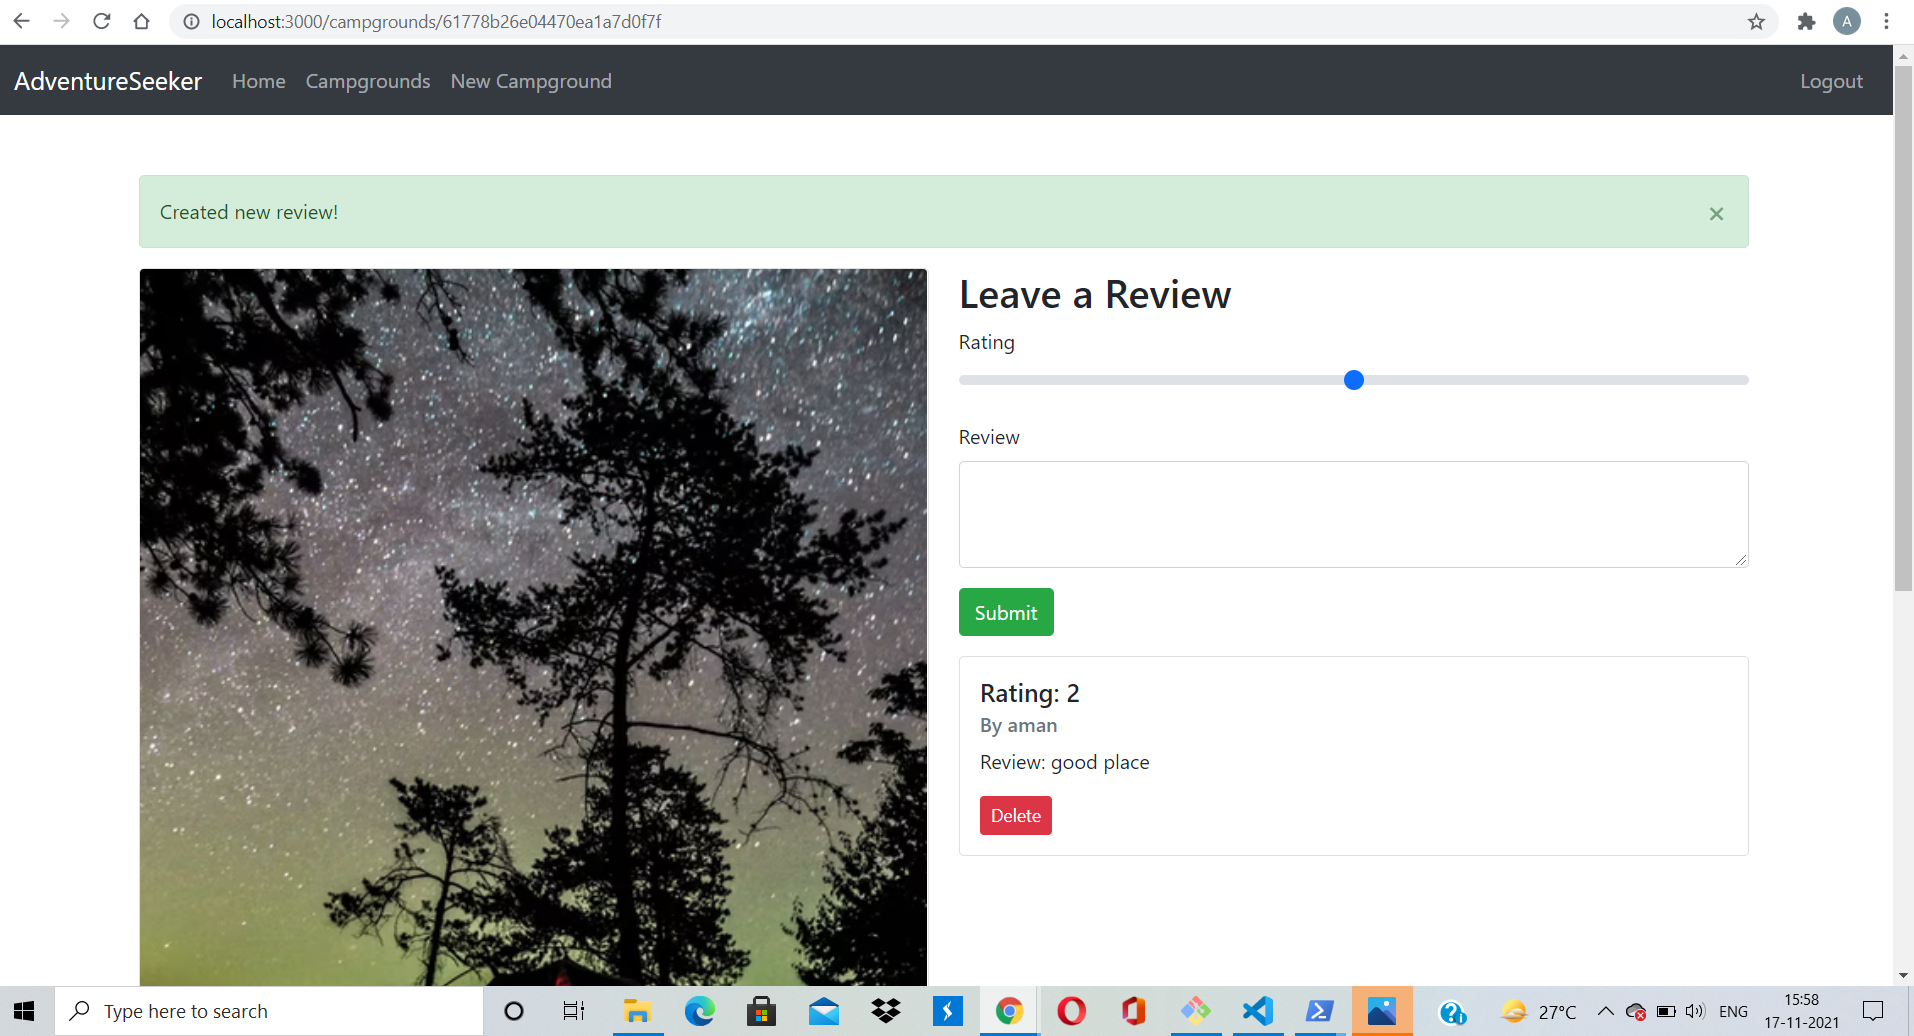 localhost:3000/campgrounds/61778b26e04470ea1a7d0f7f
A
AdventureSeeker Home Campgrounds New Campground Logout
Created new review!
×
Leave a Review
Rating
Review
Submit
Rating: 2
By aman
Review: good place
Delete
Type here to search
27°C
ENG
15:58
17-11-2021